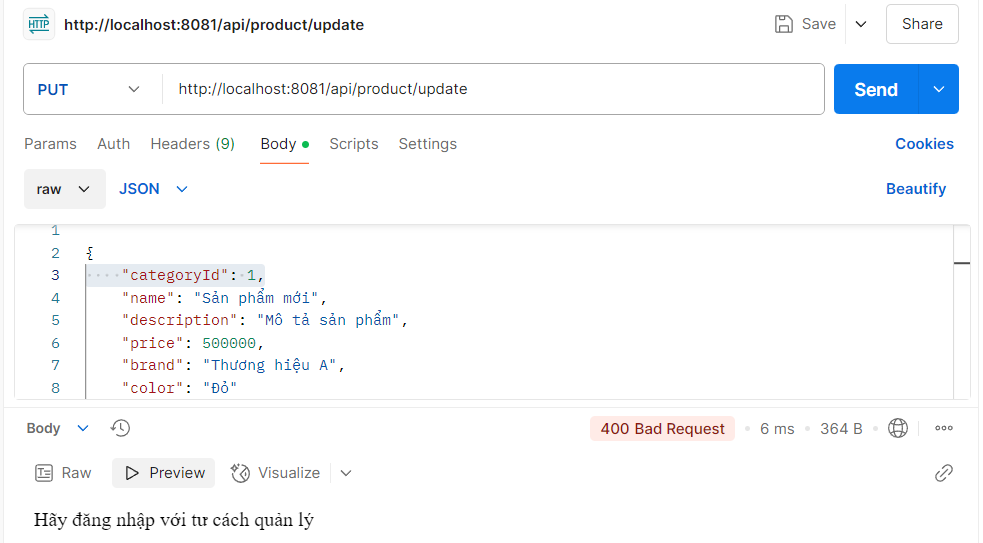 HTTP http://localhost:8081/api/product/update Save Share
PUT http://localhost:8081/api/product/update Send
Params Auth Headers (9) Body Scripts Settings Cookies
raw JSON Beautify
1
2 {
3 "categoryId": 1,
4 "name": "Sản phẩm mới",
5 "description": "Mô tả sản phẩm",
6 "price": 500000,
7 "brand": "Thương hiệu A",
8 "color": "Đỏ"
Body 400 Bad Request 6 ms 364 B
Raw Preview Visualize
Hãy đăng nhập với tư cách quản lý